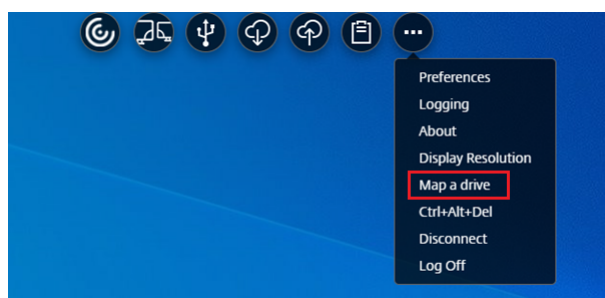 Preferences
Logging
About
Display Resolution
Map a drive
Ctrl+Alt+Del
Disconnect
Log Off